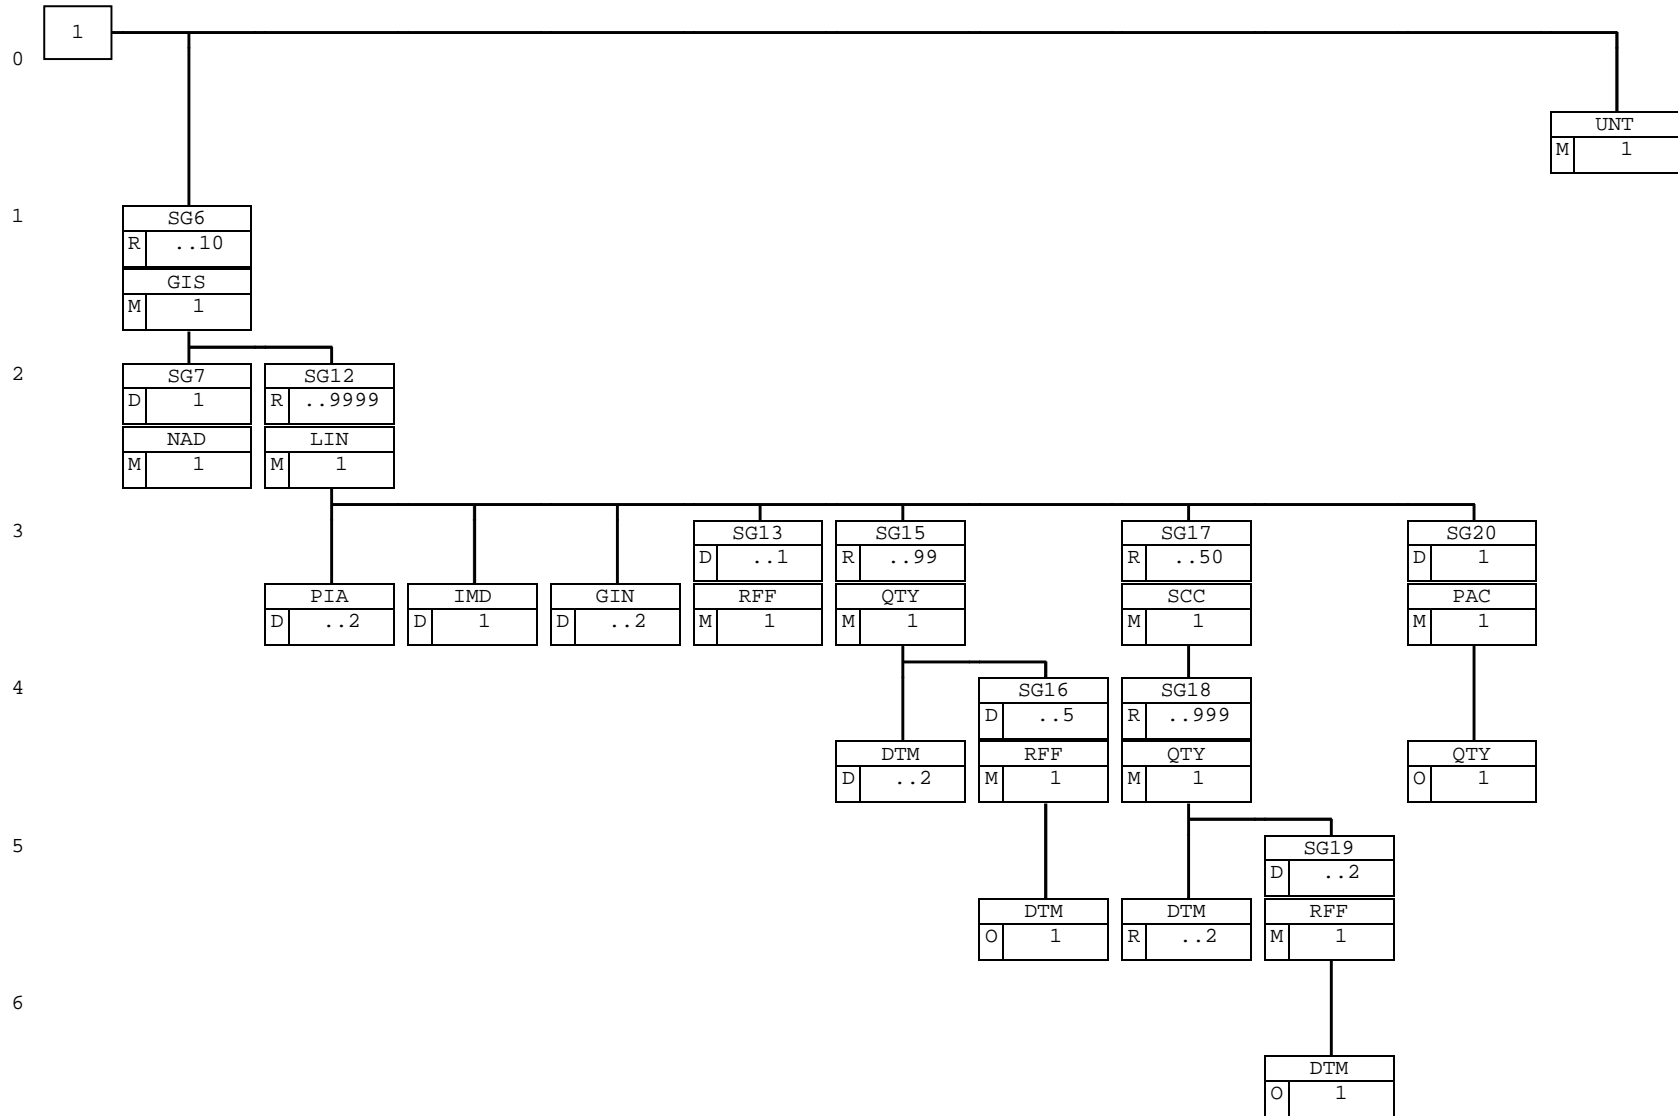 1
0
UNT
M 1
1
SG6
R ..10
GIS
M 1
2
SG7 SG12
D 1 R ..9999
NAD LIN
M 1 M 1
3
SG13 SG15 SG17 SG20
D ..1 R ..99 R ..50 D 1
PIA IMD GIN RFF QTY SCC PAC
D ..2 D 1 D ..2 M 1 M 1 M 1 M 1
4
SG16 SG18
D ..5 R ..999
DTM RFF QTY QTY
D ..2 M 1 M 1 O 1
5
SG19
D ..2
DTM DTM RFF
O 1 R ..2 M 1
6
DTM
O 1